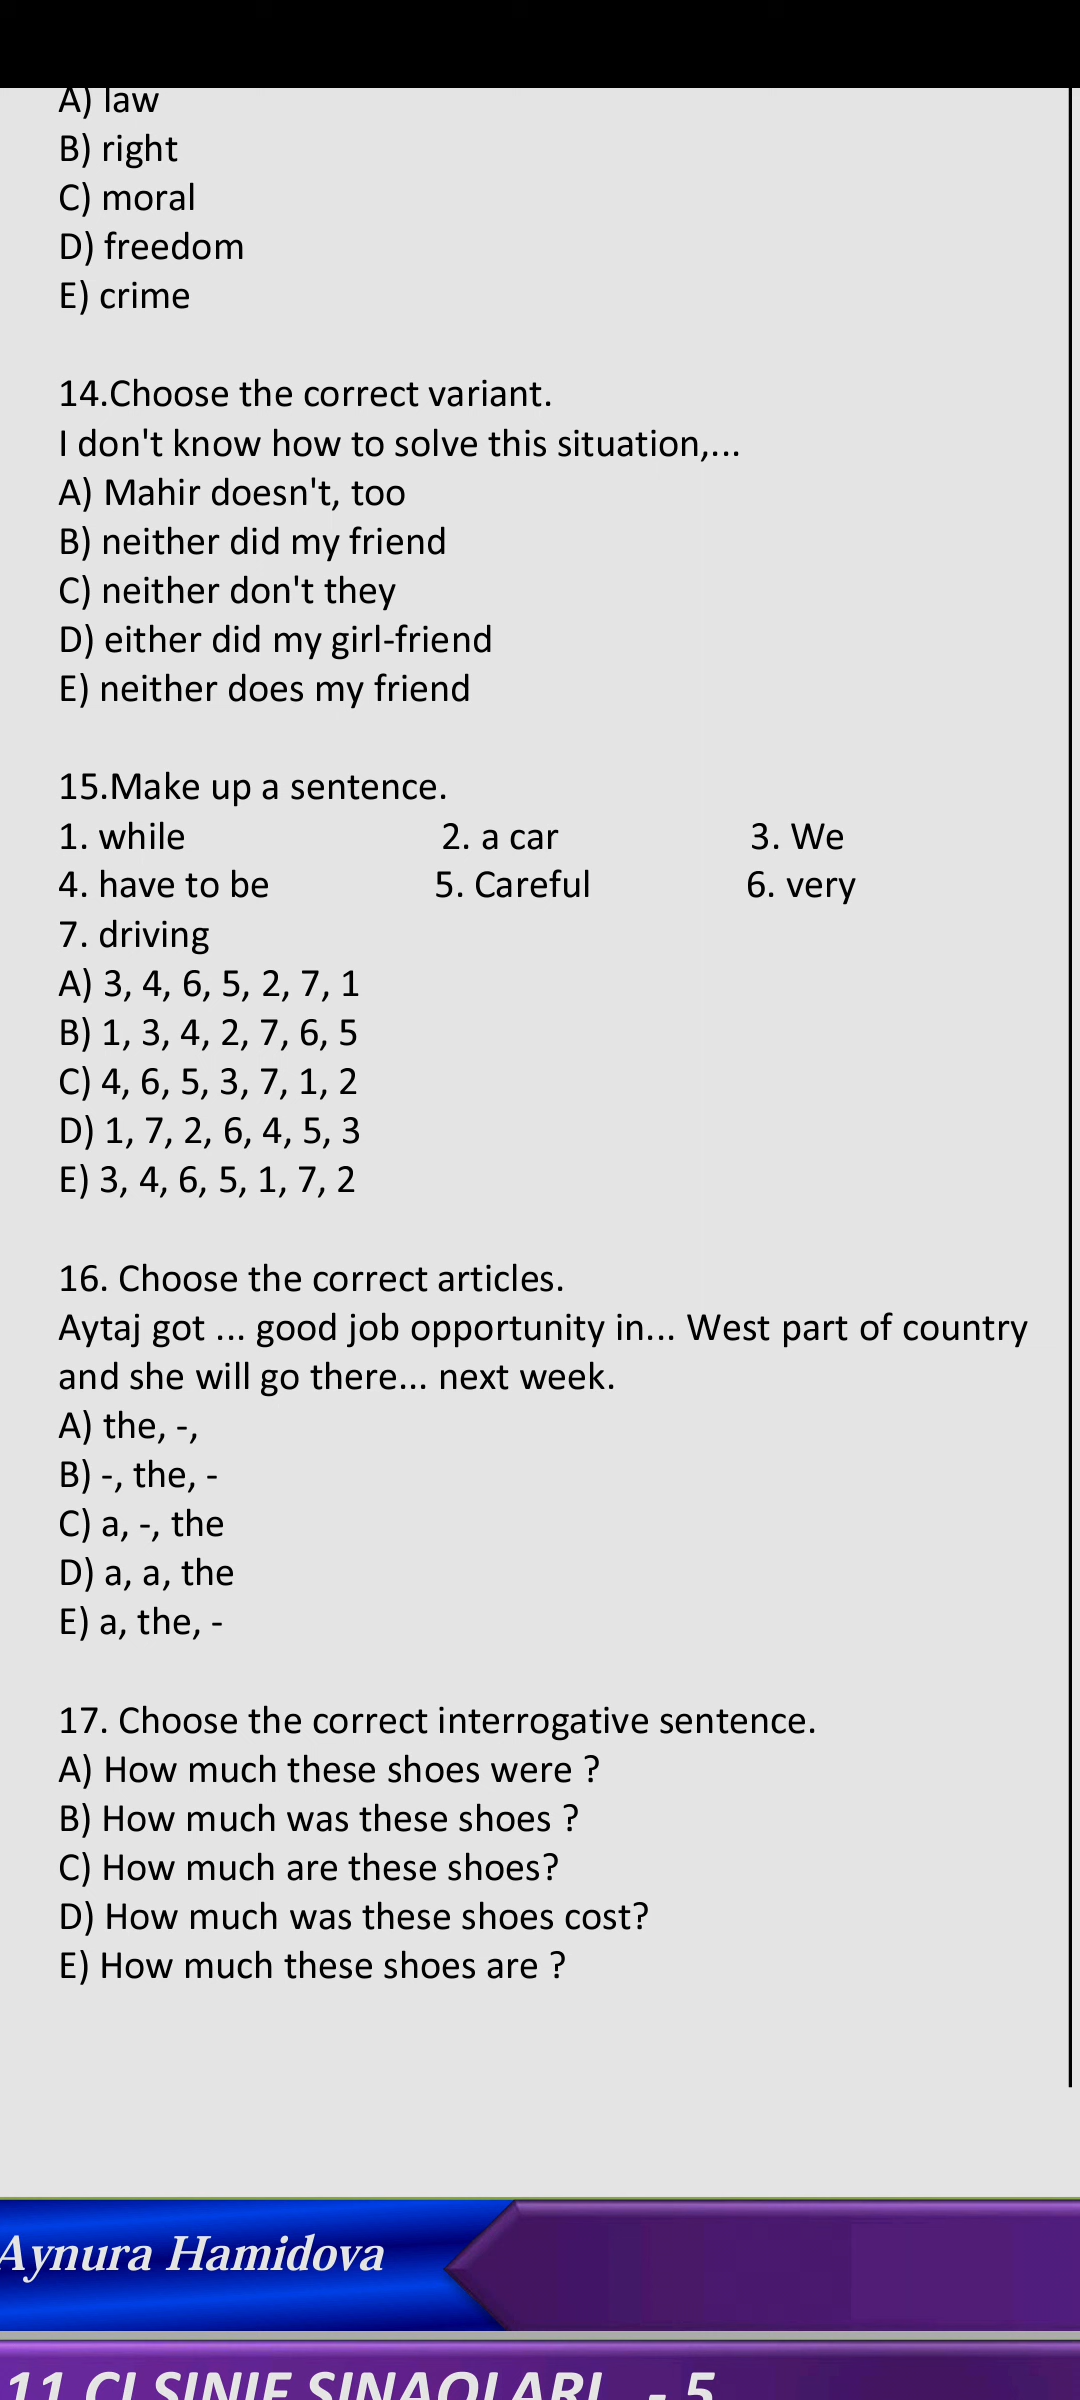 A) law
B) right
C) moral
D) freedom
E) crime
14.Choose the correct variant.
I don't know how to solve this situation,...
A) Mahir doesn't, too
B) neither did my friend
C) neither don't they
D) either did my girl-friend
E) neither does my friend
15.Make up a sentence.
1. while 2. a car 3. We
4. have to be 5. Careful 6. very
7. driving
A) 3, 4, 6, 5, 2, 7, 1
B) 1, 3, 4, 2, 7, 6, 5
C) 4, 6, 5, 3, 7, 1, 2
D) 1, 7, 2, 6, 4, 5, 3
E) 3, 4, 6, 5, 1, 7, 2
16. Choose the correct articles.
Aytaj got ... good job opportunity in... West part of country
and she will go there... next week.
A) the, -,
B) -, the, -
C) a, -, the
D) a, a, the
E) a, the, -
17. Choose the correct interrogative sentence.
A) How much these shoes were ?
B) How much was these shoes ?
C) How much are these shoes?
D) How much was these shoes cost?
E) How much these shoes are ?
Aynura Hamidova
11 CI SINIF SINAQLARI - 5